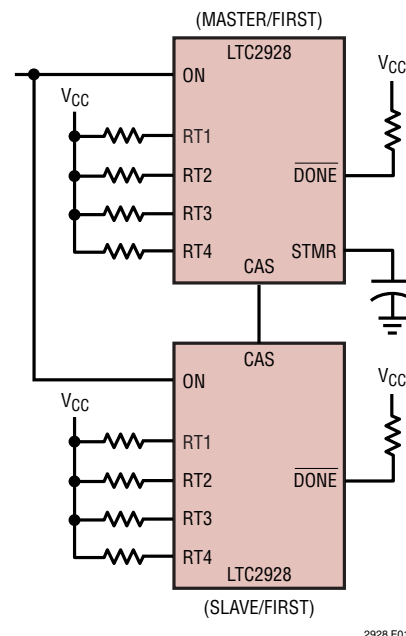 (MASTER/FIRST)
LTC2928
ON
VCC
VCC
RT1
RT2
DONE
RT3
RT4
STMR
CAS
CAS
ON
VCC
VCC
RT1
RT2
DONE
RT3
RT4
LTC2928
(SLAVE/FIRST)